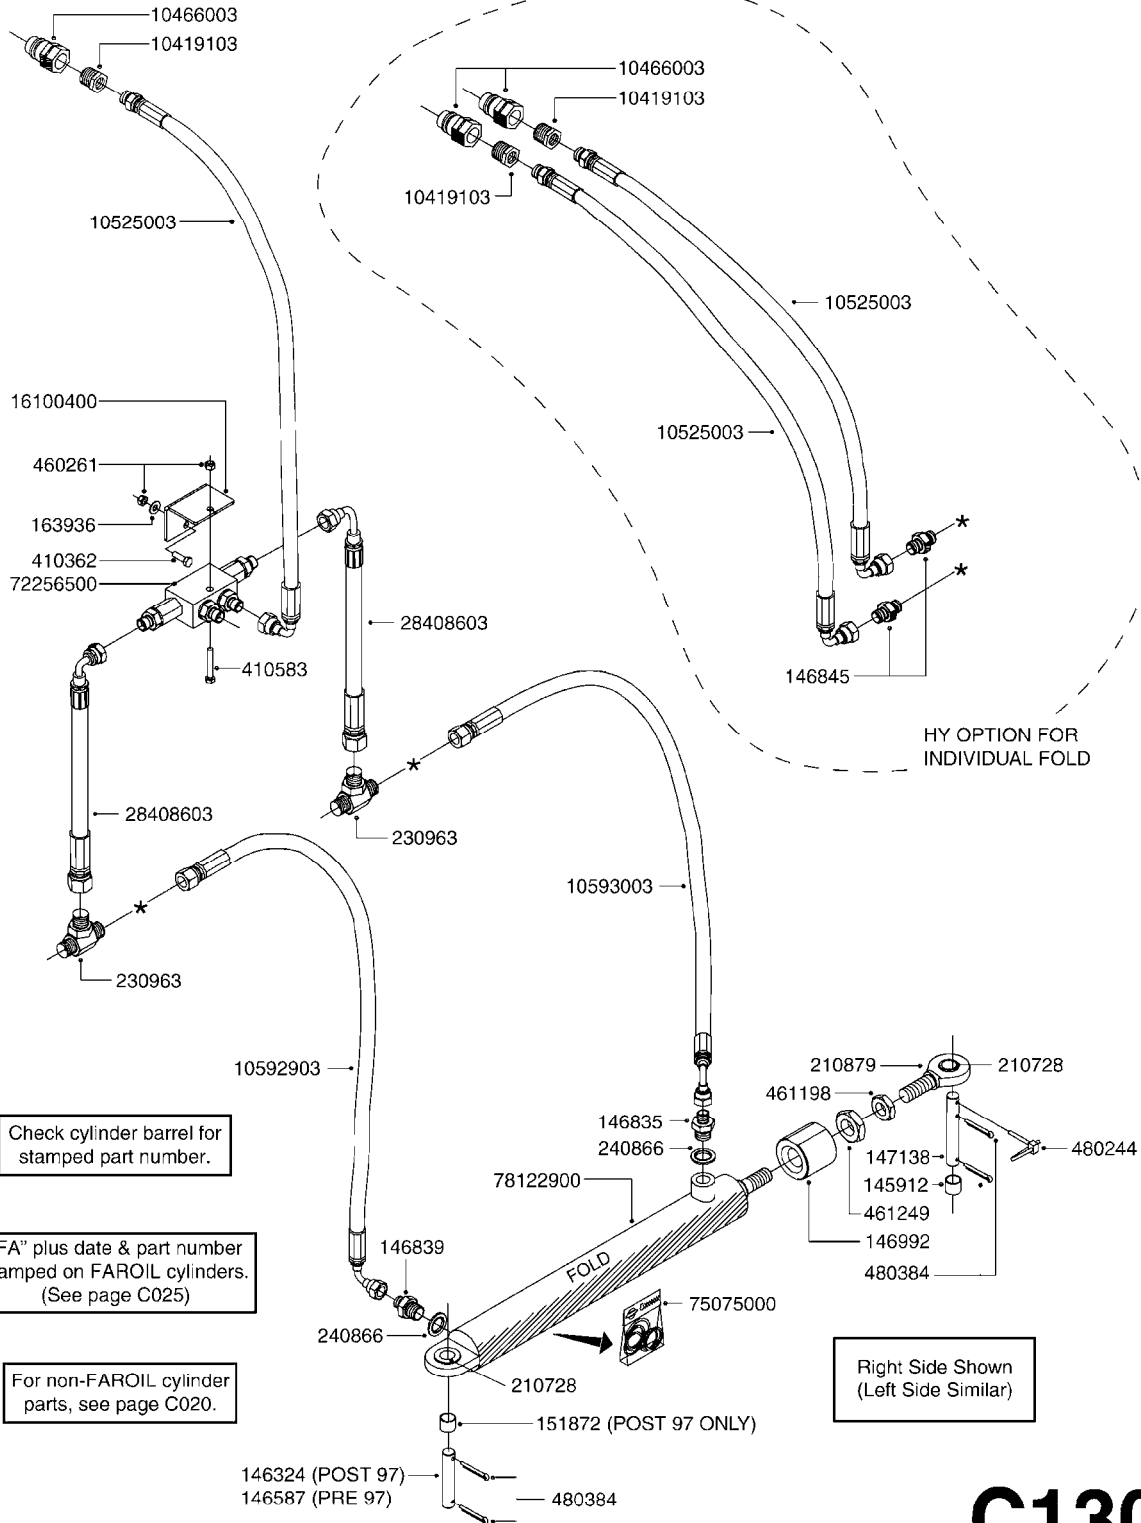 10466003
10419103
10466003
10419103
10419103
10525003
10525003
10525003
16100400
460261
163936
410362
72256500
28408603
410583
146845
HY OPTION FOR
INDIVIDUAL FOLD
28408603
230963
10593003
230963
10592903
210879
210728
461198
146835
240866
480244
147138
145912
461249
146992
480384
78122900
Check cylinder barrel for
stamped part number.
FA" plus date & part number
amped on FAROIL cylinders.
(See page C025)
146839
FOLD
75075000
240866
210728
For non-FAROIL cylinder
parts, see page C020.
Right Side Shown
(Left Side Similar)
151872 (POST 97 ONLY)
146324 (POST 97)
146587 (PRE 97)
480384
C130